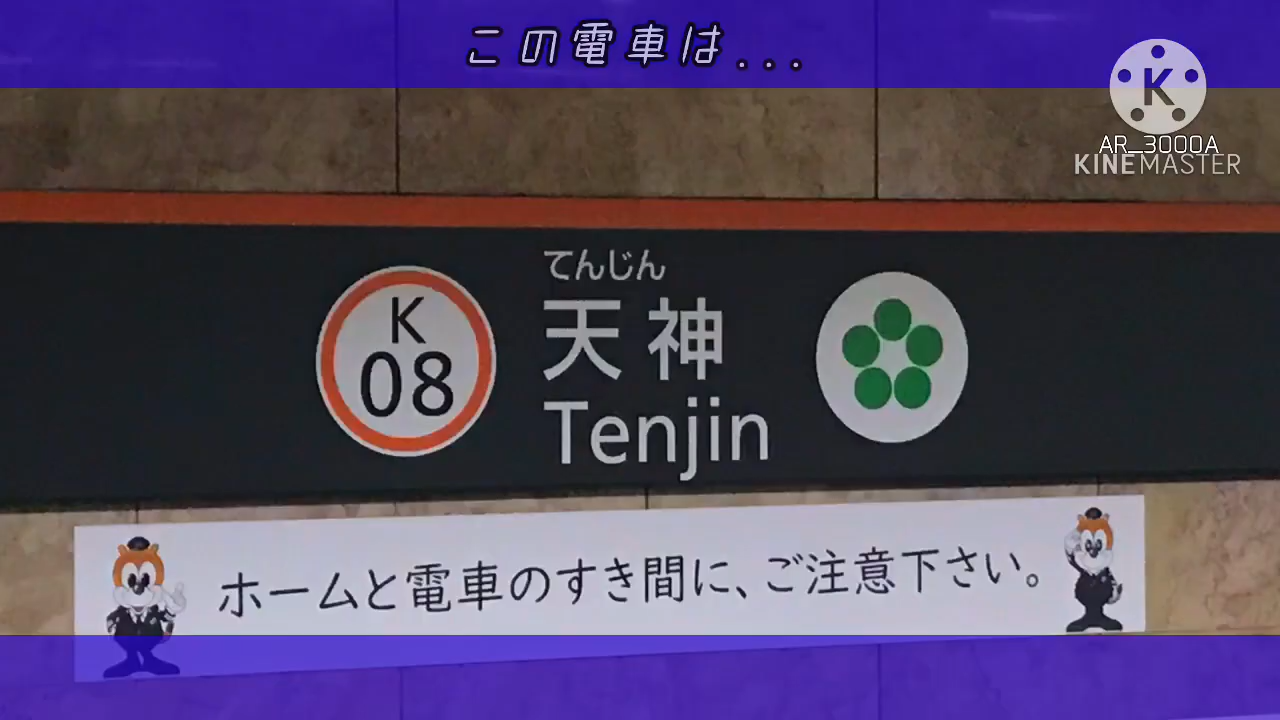 この電車は...
K
AR_3000A
KINEMASTER
てんじん
K
08
天神
Tenjin
ホームと電車のすき間に、ご注意下さい。